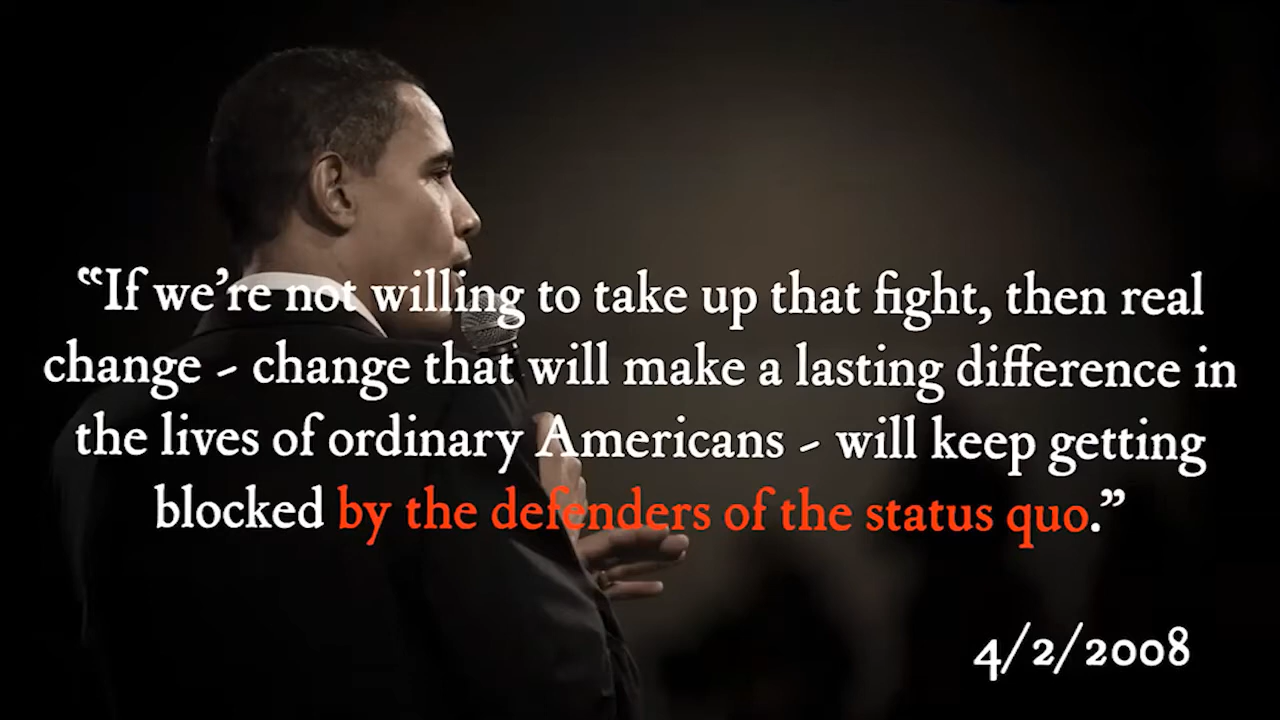 “If we’re not willing to take up that fight, then real
change - change that will make a lasting difference in
the lives of ordinary Americans - will keep getting
blocked by the defenders of the status quo.”
4/2/2008